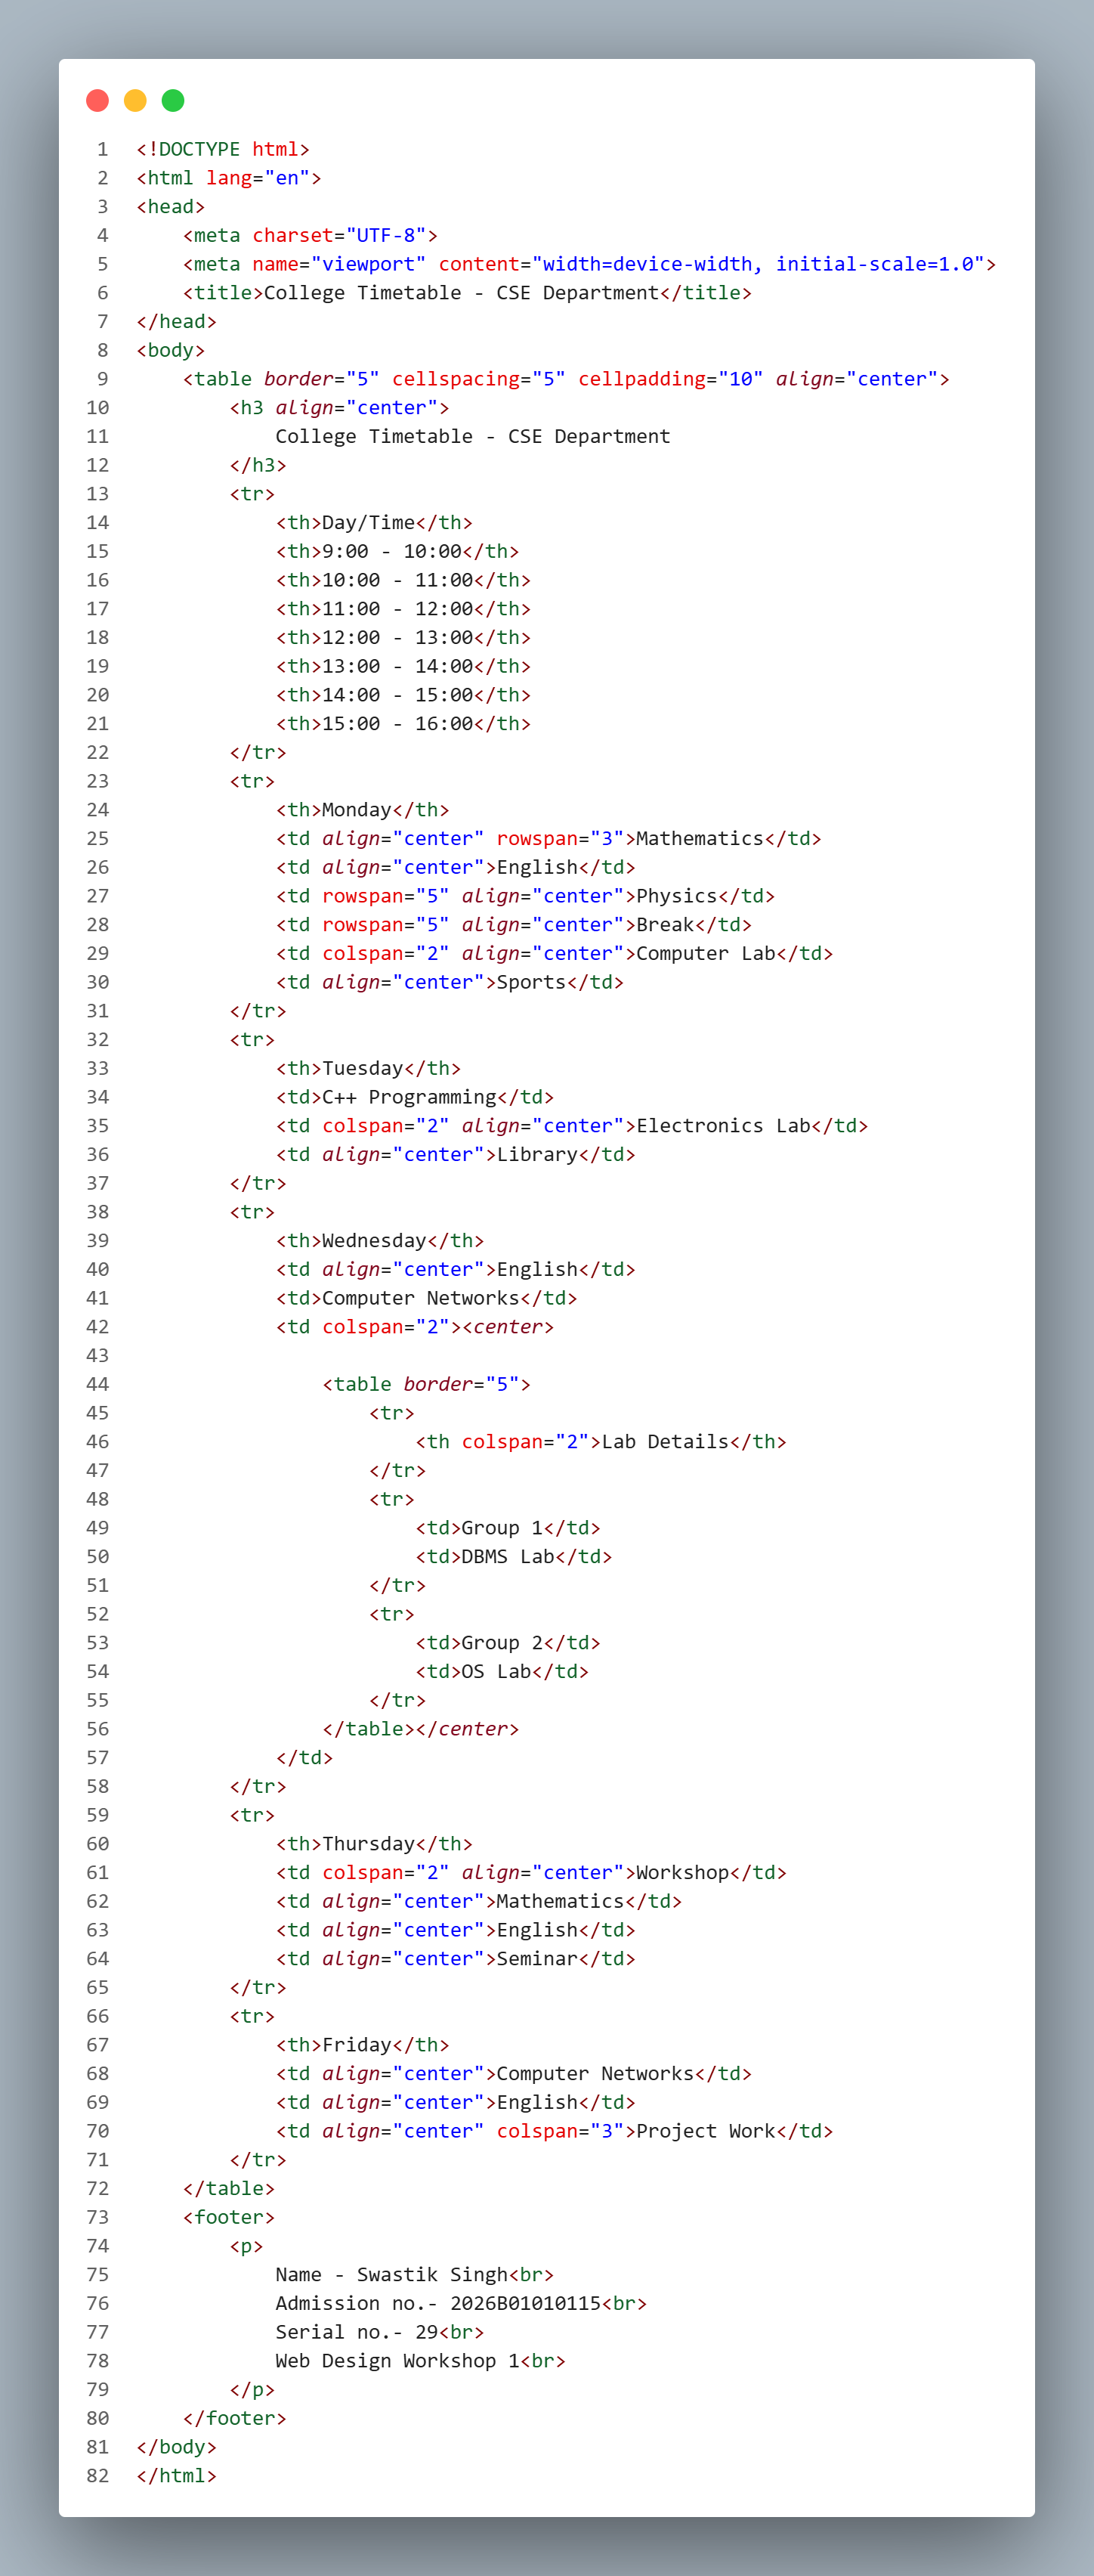 1 <!DOCTYPE html>
2 <html lang="en">
3 <head>
4     <meta charset="UTF-8">
5     <meta name="viewport" content="width=device-width, initial-scale=1.0">
6     <title>College Timetable - CSE Department</title>
7 </head>
8 <body>
9     <table border="5" cellspacing="5" cellpadding="10" align="center">
10         <h3 align="center">
11             College Timetable - CSE Department
12         </h3>
13         <tr>
14             <th>Day/Time</th>
15             <th>9:00 - 10:00</th>
16             <th>10:00 - 11:00</th>
17             <th>11:00 - 12:00</th>
18             <th>12:00 - 13:00</th>
19             <th>13:00 - 14:00</th>
20             <th>14:00 - 15:00</th>
21             <th>15:00 - 16:00</th>
22         </tr>
23         <tr>
24             <th>Monday</th>
25             <td align="center" rowspan="3">Mathematics</td>
26             <td align="center">English</td>
27             <td rowspan="5" align="center">Physics</td>
28             <td rowspan="5" align="center">Break</td>
29             <td colspan="2" align="center">Computer Lab</td>
30             <td align="center">Sports</td>
31         </tr>
32         <tr>
33             <th>Tuesday</th>
34             <td>C++ Programming</td>
35             <td colspan="2" align="center">Electronics Lab</td>
36             <td align="center">Library</td>
37         </tr>
38         <tr>
39             <th>Wednesday</th>
40             <td align="center">English</td>
41             <td>Computer Networks</td>
42             <td colspan="2"><center>
43
44                 <table border="5">
45                     <tr>
46                         <th colspan="2">Lab Details</th>
47                     </tr>
48                     <tr>
49                         <td>Group 1</td>
50                         <td>DBMS Lab</td>
51                     </tr>
52                     <tr>
53                         <td>Group 2</td>
54                         <td>OS Lab</td>
55                     </tr>
56                 </table></center>
57             </td>
58         </tr>
59         <tr>
60             <th>Thursday</th>
61             <td colspan="2" align="center">Workshop</td>
62             <td align="center">Mathematics</td>
63             <td align="center">English</td>
64             <td align="center">Seminar</td>
65         </tr>
66         <tr>
67             <th>Friday</th>
68             <td align="center">Computer Networks</td>
69             <td align="center">English</td>
70             <td align="center" colspan="3">Project Work</td>
71         </tr>
72     </table>
73     <footer>
74         <p>
75             Name - Swastik Singh<br>
76             Admission no.- 2026B01010115<br>
77             Serial no.- 29<br>
78             Web Design Workshop 1<br>
79         </p>
80     </footer>
81 </body>
82 </html>